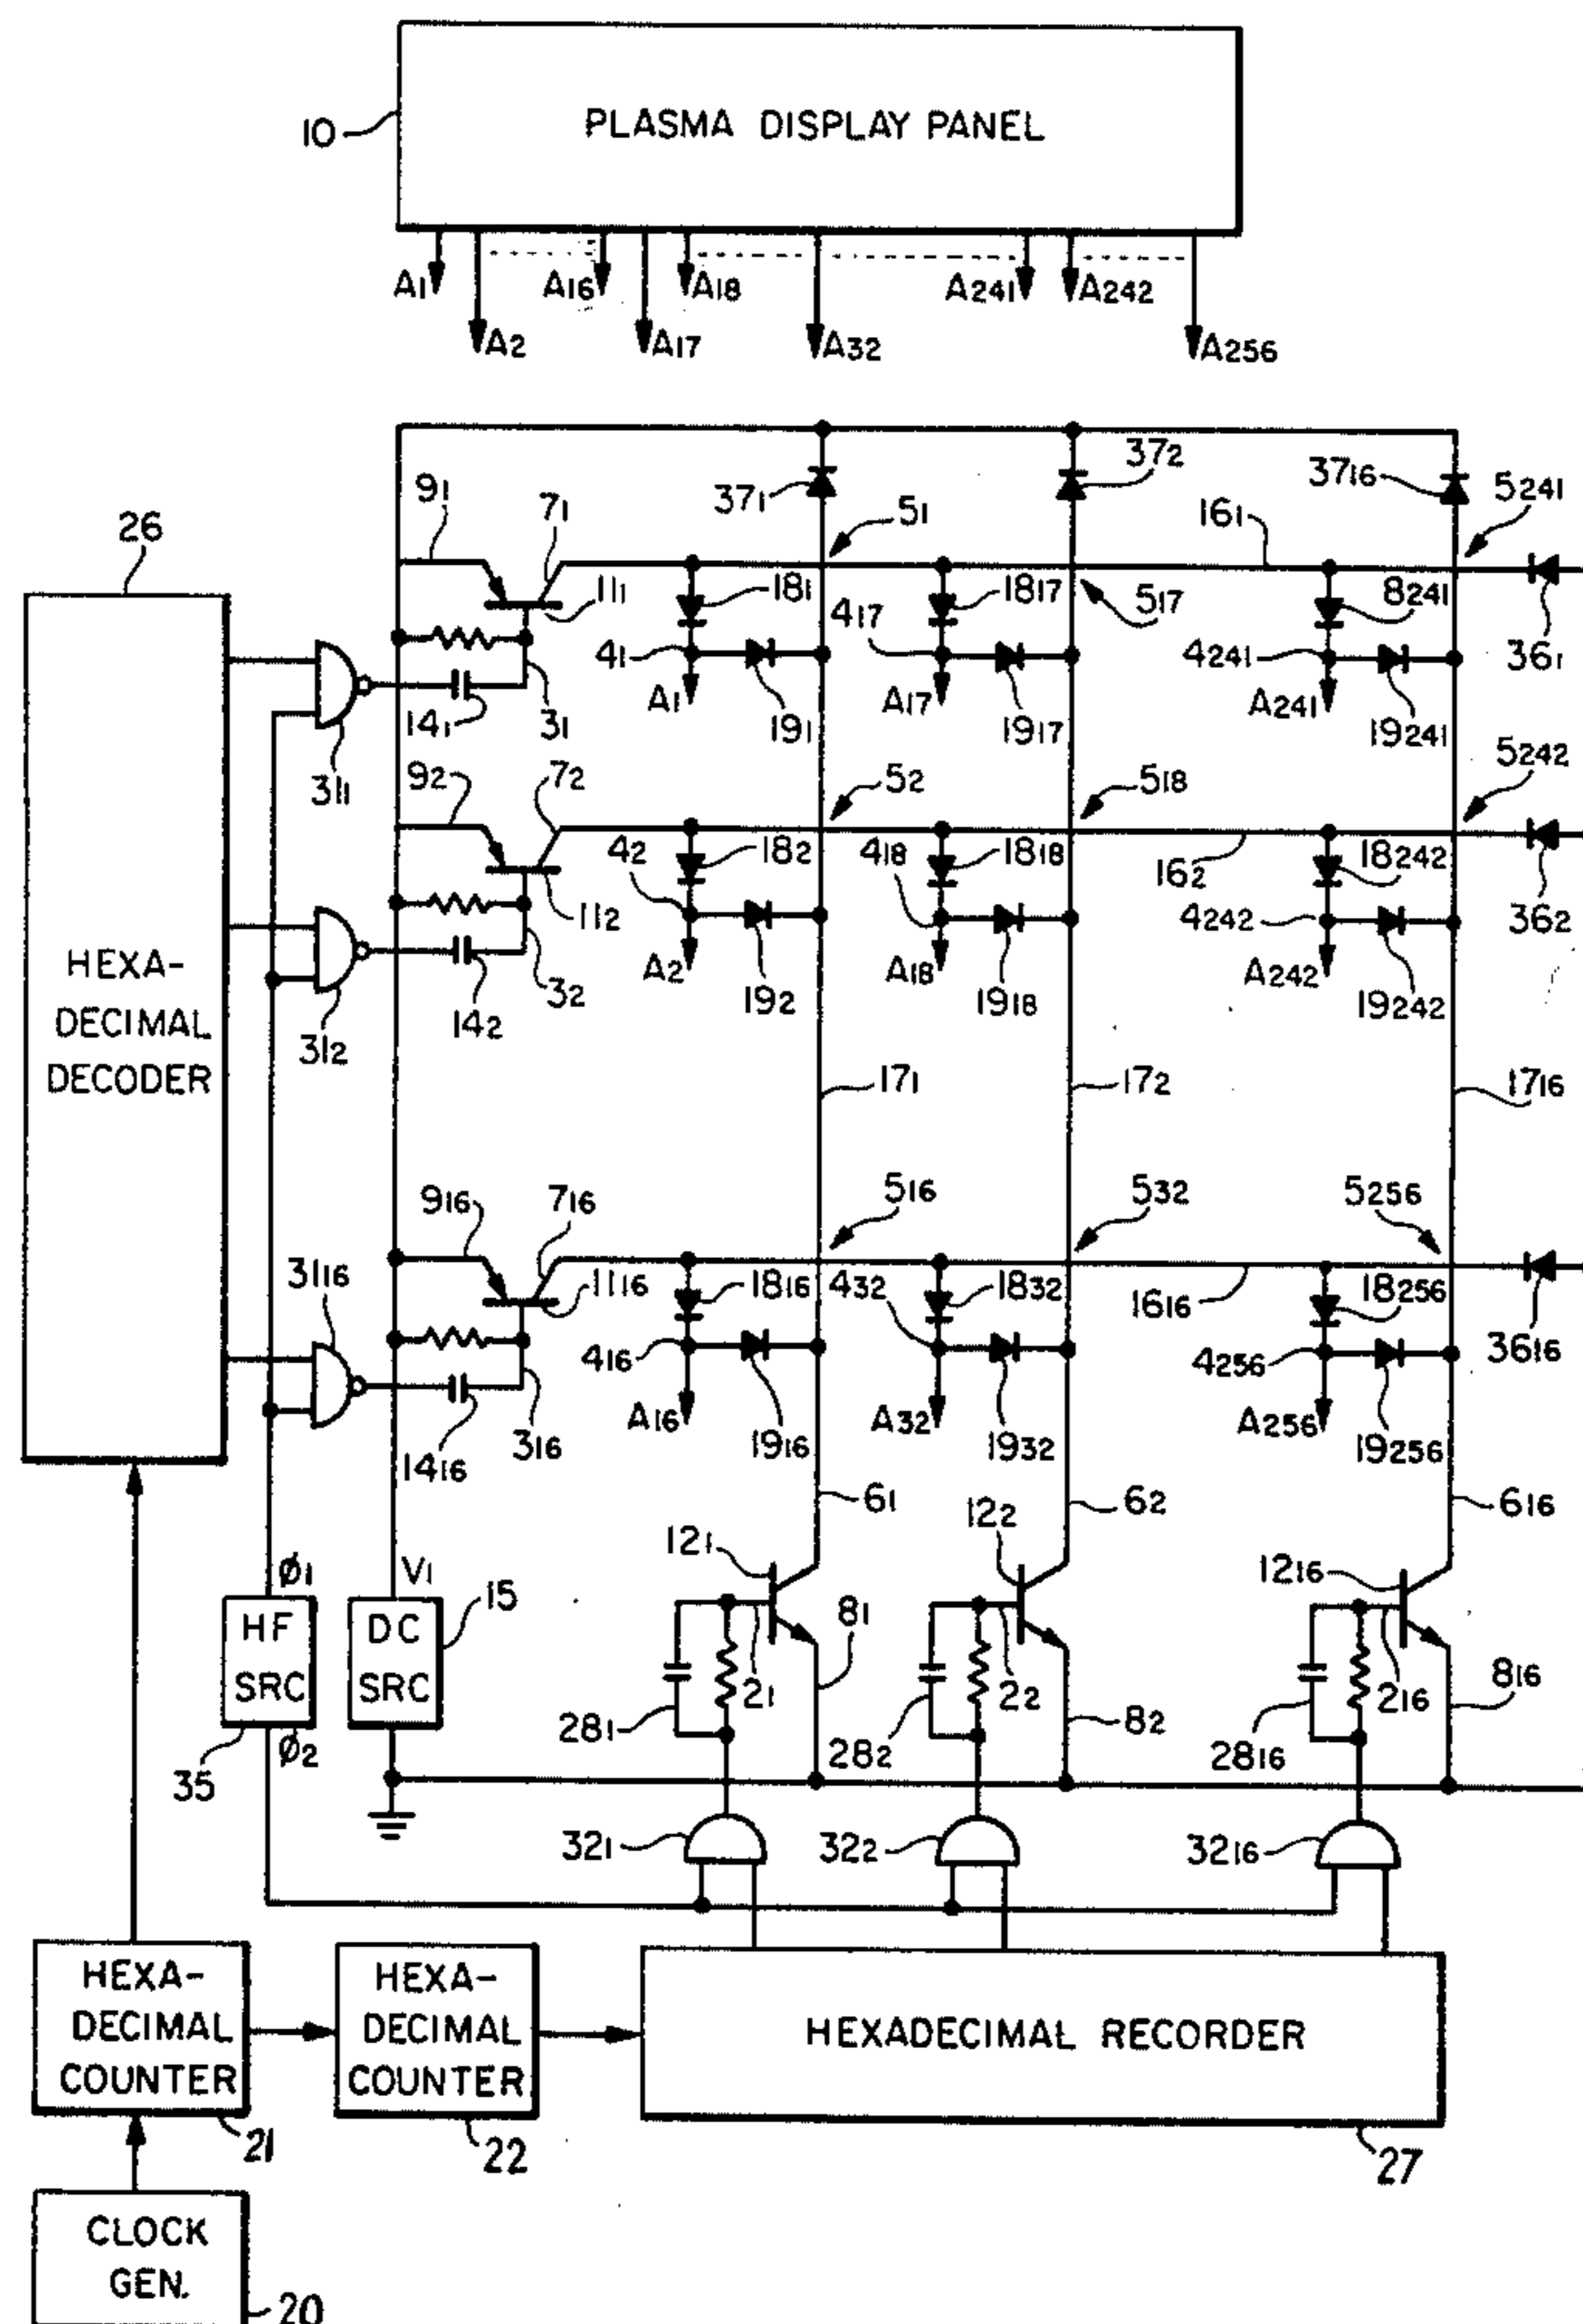 PLASMA DISPLAY PANEL
10
A1 A16 A18 A241 A242
A2 A17 A32 A256
371 372 3716 5241
91 71 51 161
26
111 181 417 1817 517 8241
41 4241 361
A1 A17 A241
141 31 191 1917 19241
311
92 72 52 518 5242
42 182 418 1818 162 18242
112 4242 362
A2 A18 A242
32 192 1918 19242
312 142
HEXA-
DECIMAL
DECODER
171 172 1716
916 716 516 532 5256
3116 1116 1816 432 1832 1616 18256
416 4256 3616
A16 A32 A256
316 1916 1932 19256
1416
61 62 616
121 122 1216
Ø1 V1 15
HF
SRC
DC
SRC
81
21 22 216 816
281 282 82 2816
Ø2
35
321 322 3216
HEXA-
DECIMAL
COUNTER
21
HEXA-
DECIMAL
COUNTER
22
HEXADECIMAL RECORDER
27
CLOCK
GEN.
20